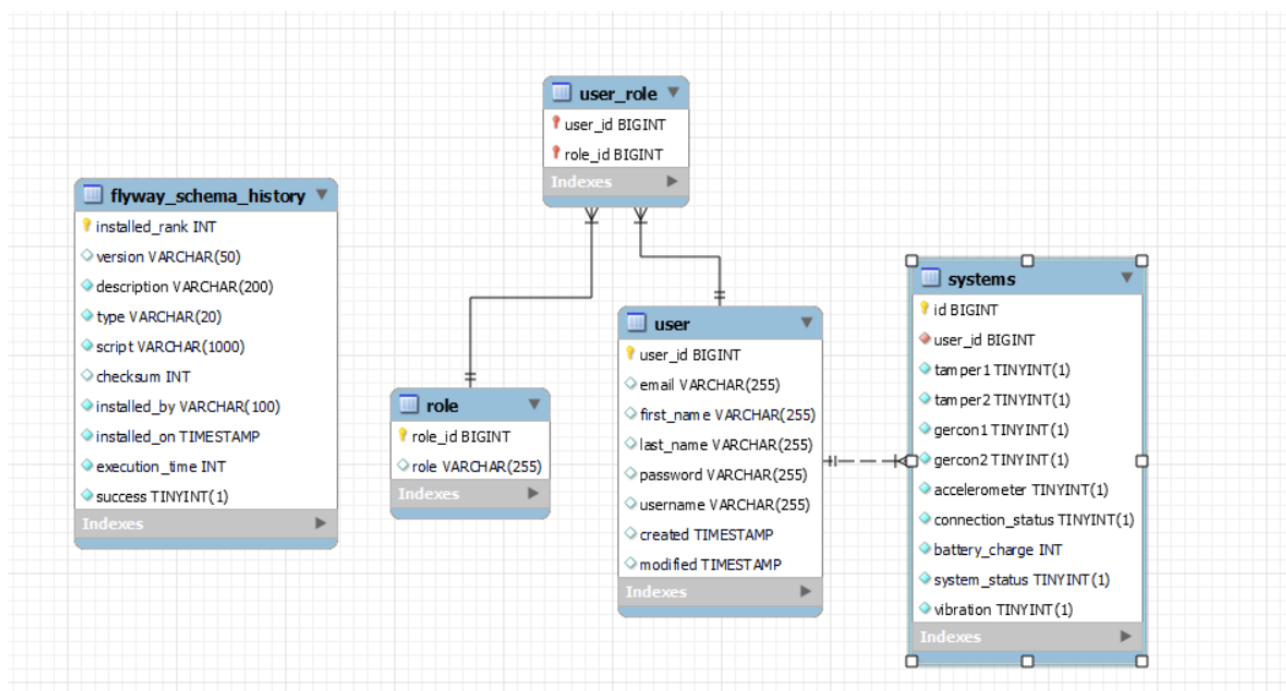 user_role
user_id BIGINT
role_id BIGINT
Indexes
flyway_schema_history
installed_rank INT
version VARCHAR(50)
description VARCHAR(200)
type VARCHAR(20)
script VARCHAR(1000)
checksum INT
installed_by VARCHAR(100)
installed_on TIMESTAMP
execution_time INT
success TINYINT(1)
Indexes
role
role_id BIGINT
role VARCHAR(255)
Indexes
user
user_id BIGINT
email VARCHAR(255)
first_name VARCHAR(255)
last_name VARCHAR(255)
password VARCHAR(255)
username VARCHAR(255)
created TIMESTAMP
modified TIMESTAMP
Indexes
systems
id BIGINT
user_id BIGINT
tamper1 TINYINT(1)
tamper2 TINYINT(1)
gercon1 TINYINT(1)
gercon2 TINYINT(1)
accelerometer TINYINT(1)
connection_status TINYINT(1)
battery_charge INT
system_status TINYINT(1)
vibration TINYINT(1)
Indexes